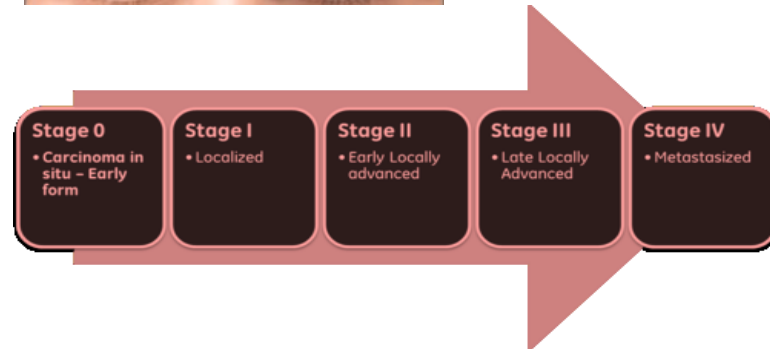 Stage 0
• Carcinoma in
situ – Early
form
Stage I
• Localized
Stage II
• Early Locally
advanced
Stage III
• Late Locally
Advanced
Stage IV
• Metastasized